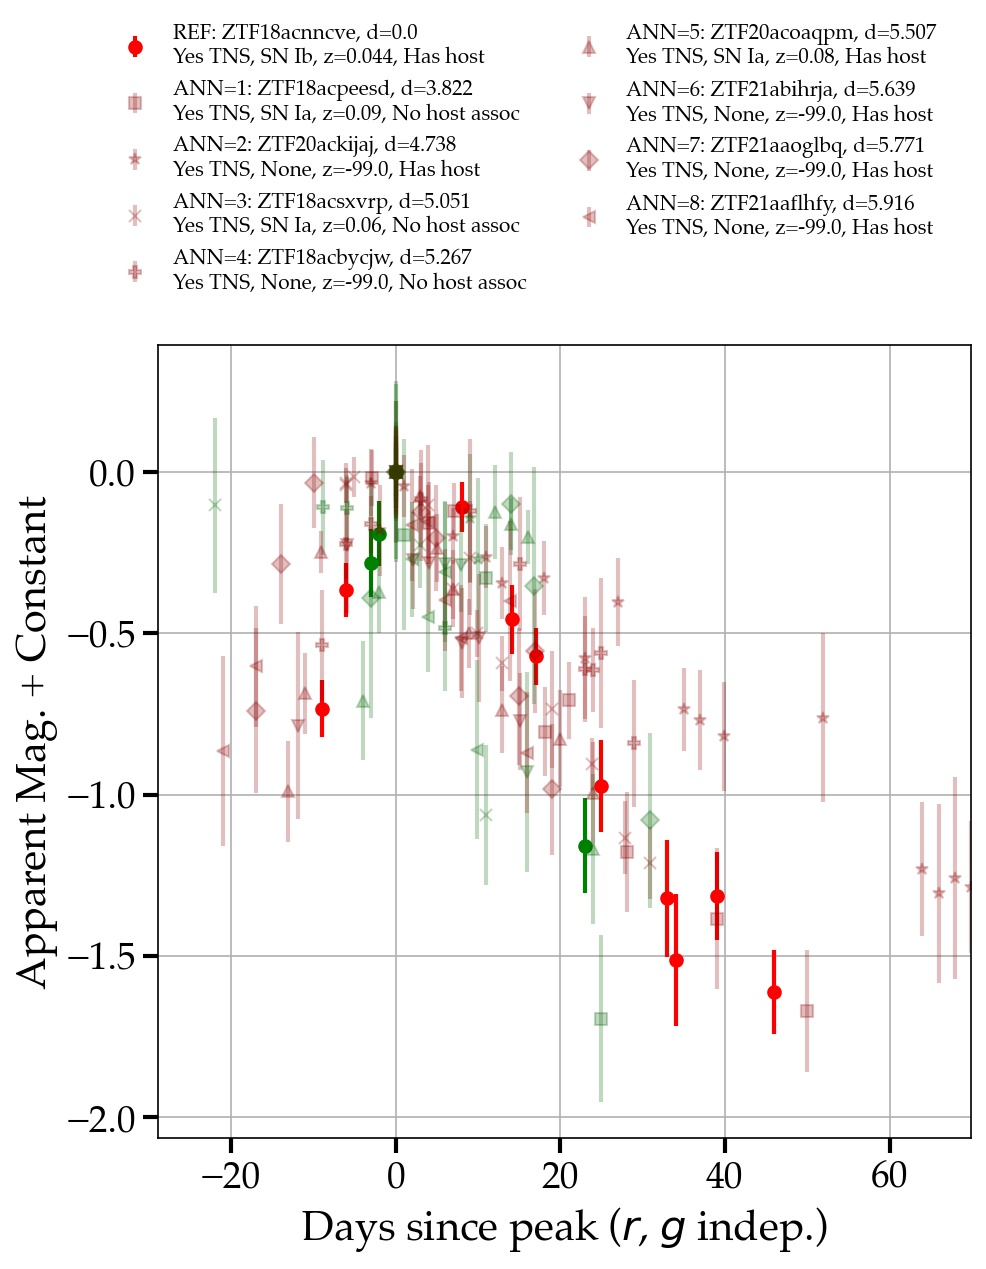 REF: ZTF18acnncve, d=0.0
Yes TNS, SN Ib, z=0.044, Has host
ANN=1: ZTF18acpeesd, d=3.822
Yes TNS, SN Ia, z=0.09, No host assoc
ANN=2: ZTF20ackijaj, d=4.738
Yes TNS, None, z=-99.0, Has host
ANN=3: ZTF18acsxvrp, d=5.051
Yes TNS, SN Ia, z=0.06, No host assoc
ANN=4: ZTF18acbycjw, d=5.267
Yes TNS, None, z=-99.0, No host assoc
ANN=5: ZTF20acoaqpm, d=5.507
Yes TNS, SN Ia, z=0.08, Has host
ANN=6: ZTF21abihrja, d=5.639
Yes TNS, None, z=-99.0, Has host
ANN=7: ZTF21aaoglbq, d=5.771
Yes TNS, None, z=-99.0, Has host
ANN=8: ZTF21aaflhfy, d=5.916
Yes TNS, None, z=-99.0, Has host
Apparent Mag. + Constant
0.0
−0.5
−1.0
−1.5
−2.0
−20 0 20 40 60
Days since peak (r, g indep.)